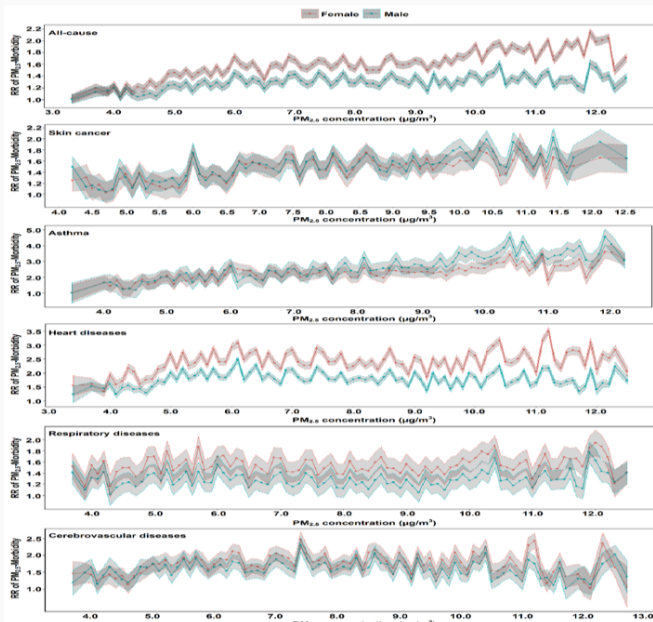 Female Male
All-cause
RR of PM2.5-Morbidity
2.2
2.0
1.8
1.6
1.4
1.2
1.0
3.0 4.0 5.0 6.0 7.0 8.0 9.0 10.0 11.0 12.0
PM2.5 concentration (µg/m³)
Skin cancer
RR of PM2.5-Morbidity
2.2
2.0
1.8
1.6
1.4
1.2
1.0
4.0 4.5 5.0 5.5 6.0 6.5 7.0 7.5 8.0 8.5 9.0 9.5 10.0 10.5 11.0 11.5 12.0 12.5
PM2.5 concentration (µg/m³)
Asthma
RR of PM2.5-Morbidity
5.0
4.0
3.0
2.0
1.0
3.0 4.0 5.0 6.0 7.0 8.0 9.0 10.0 11.0 12.0
PM2.5 concentration (µg/m³)
Heart diseases
RR of PM2.5-Morbidity
3.5
3.0
2.5
2.0
1.5
1.0
3.0 4.0 5.0 6.0 7.0 8.0 9.0 10.0 11.0 12.0
PM2.5 concentration (µg/m³)
Respiratory diseases
RR of PM2.5-Morbidity
2.0
1.8
1.6
1.4
1.2
1.0
4.0 5.0 6.0 7.0 8.0 9.0 10.0 11.0 12.0
PM2.5 concentration (µg/m³)
Cerebrovascular diseases
RR of PM2.5-Morbidity
2.5
2.0
1.5
1.0
4.0 5.0 6.0 7.0 8.0 9.0 10.0 11.0 12.0 13.0